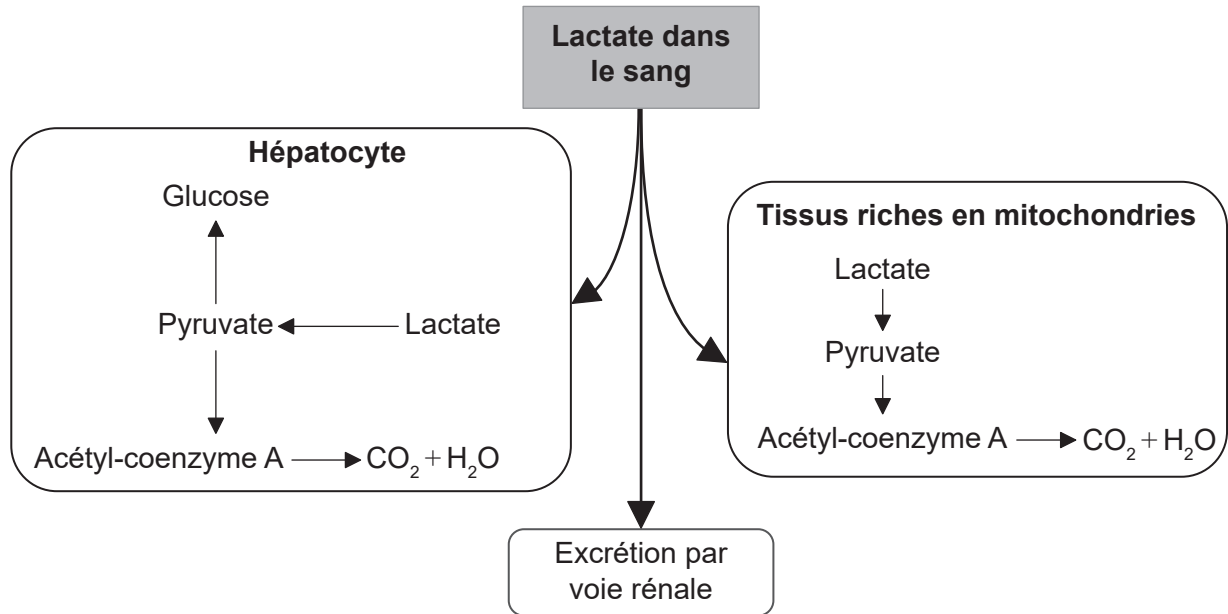 Lactate dans
le sang
Hépatocyte
Glucose
Pyruvate
Lactate
Acétyl-coenzyme A
CO₂ + H₂O
Tissus riches en mitochondries
Lactate
Pyruvate
Acétyl-coenzyme A
CO₂ + H₂O
Excrétion par
voie rénale